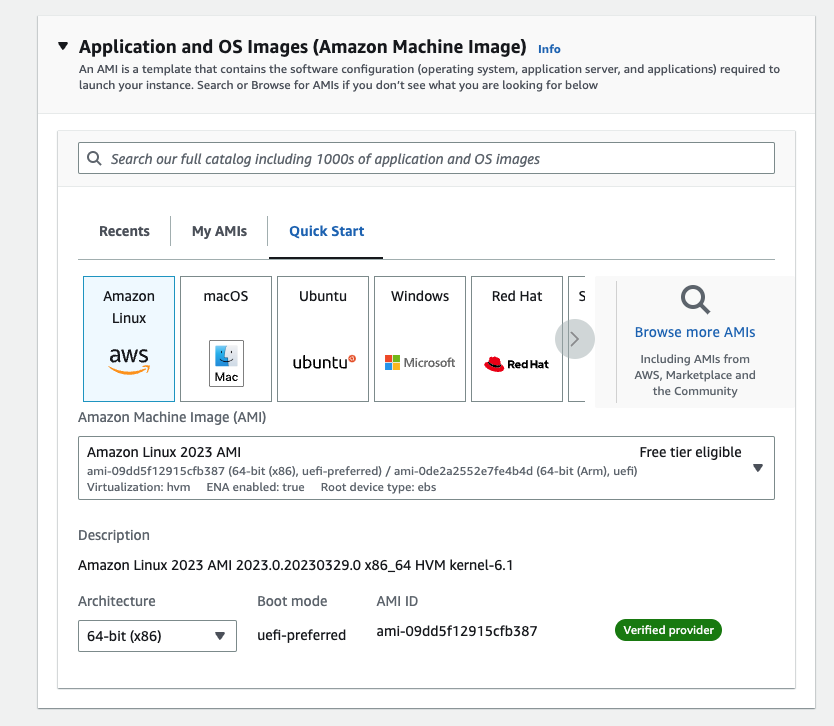 Application and OS Images (Amazon Machine Image) Info
An AMI is a template that contains the software configuration (operating system, application server, and applications) required to
launch your instance. Search or Browse for AMIs if you don't see what you are looking for below
Search our full catalog including 1000s of application and OS images
Recents
My AMIs
Quick Start
Amazon
Linux
aws
macOS
Mac
Ubuntu
ubuntu
Windows
Microsoft
Red Hat
Red Hat
S
Browse more AMIs
Including AMIs from
AWS, Marketplace and
the Community
Amazon Machine Image (AMI)
Amazon Linux 2023 AMI
Free tier eligible
ami-09dd5f12915cfb387 (64-bit (x86), uefi-preferred) / ami-0de2a2552e7fe4b4d (64-bit (Arm), uefi)
Virtualization: hvm ENA enabled: true Root device type: ebs
Description
Amazon Linux 2023 AMI 2023.0.20230329.0 x86_64 HVM kernel-6.1
Architecture
Boot mode
AMI ID
64-bit (x86)
uefi-preferred
ami-09dd5f12915cfb387
Verified provider